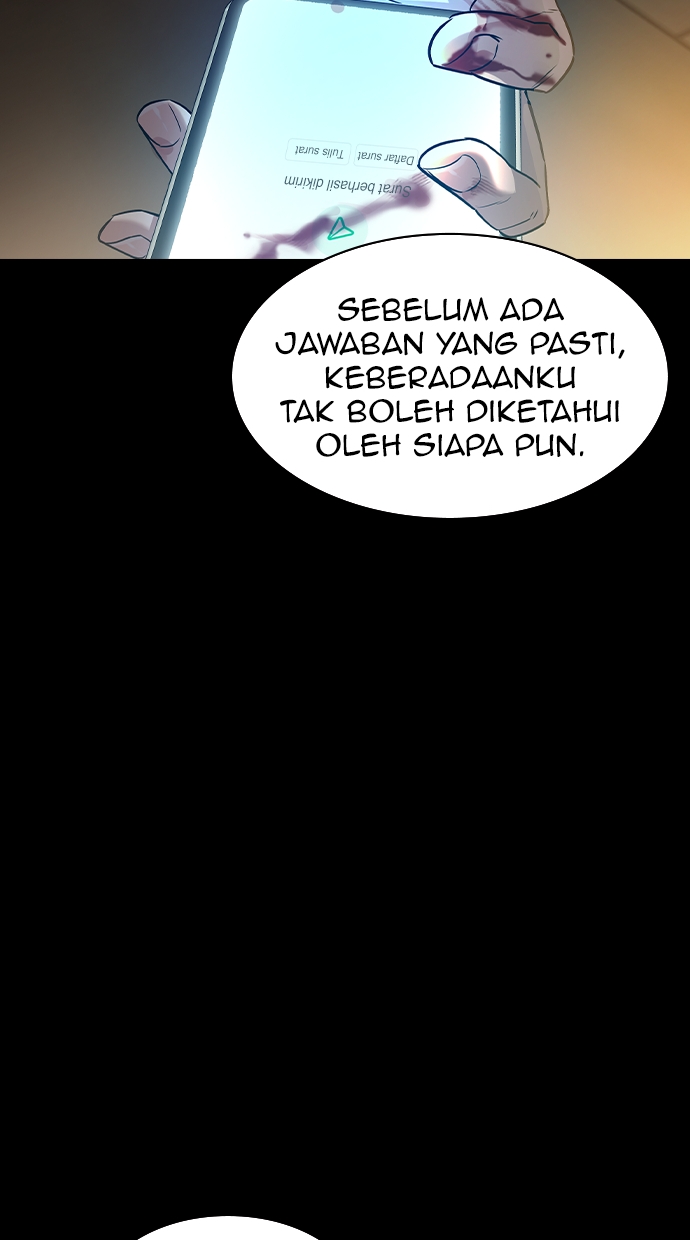 Tulis surat Daftar surat
Surat berhasil dikirim
SEBELUM ADA
JAWABAN YANG PASTI,
KEBERADAANKU
TAK BOLEH DIKETAHUI
OLEH SIAPA PUN.